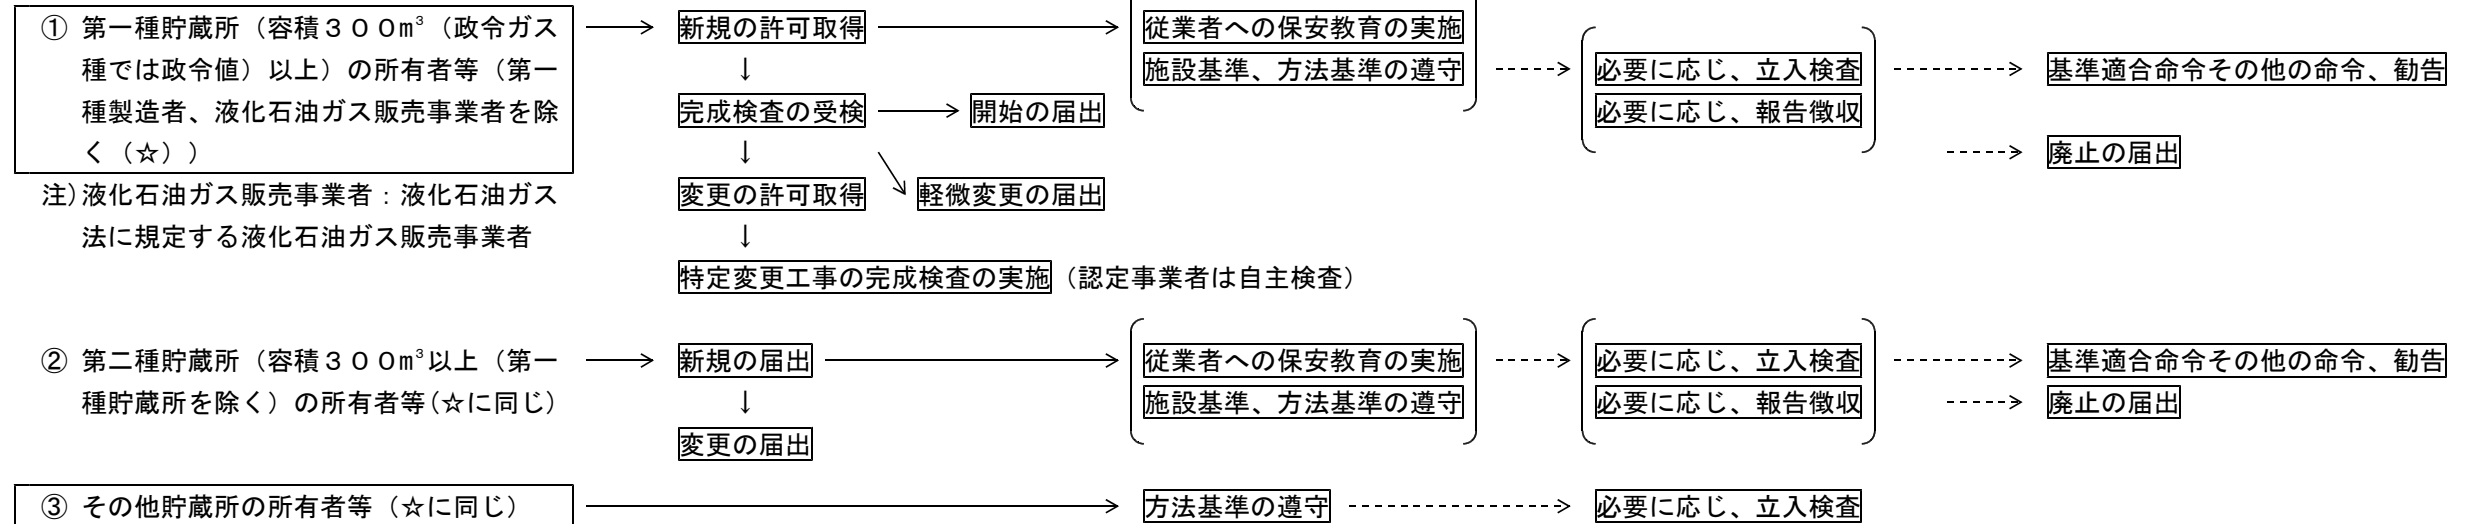 ① 第一種貯蔵所（容積３００m³（政令ガス
種では政令値）以上）の所有者等（第一
種製造者、液化石油ガス販売事業者を除
く（☆））
注）液化石油ガス販売事業者：液化石油ガス
法に規定する液化石油ガス販売事業者
新規の許可取得
↓
完成検査の受検
開始の届出
↓
変更の許可取得
軽微変更の届出
↓
特定変更工事の完成検査の実施（認定事業者は自主検査）
従業者への保安教育の実施
施設基準、方法基準の遵守
必要に応じ、立入検査
必要に応じ、報告徴収
基準適合命令その他の命令、勧告
廃止の届出
② 第二種貯蔵所（容積３００m³以上（第一
種貯蔵所を除く）の所有者等（☆に同じ）
新規の届出
↓
変更の届出
従業者への保安教育の実施
施設基準、方法基準の遵守
必要に応じ、立入検査
必要に応じ、報告徴収
基準適合命令その他の命令、勧告
廃止の届出
③ その他貯蔵所の所有者等（☆に同じ）
方法基準の遵守
必要に応じ、立入検査